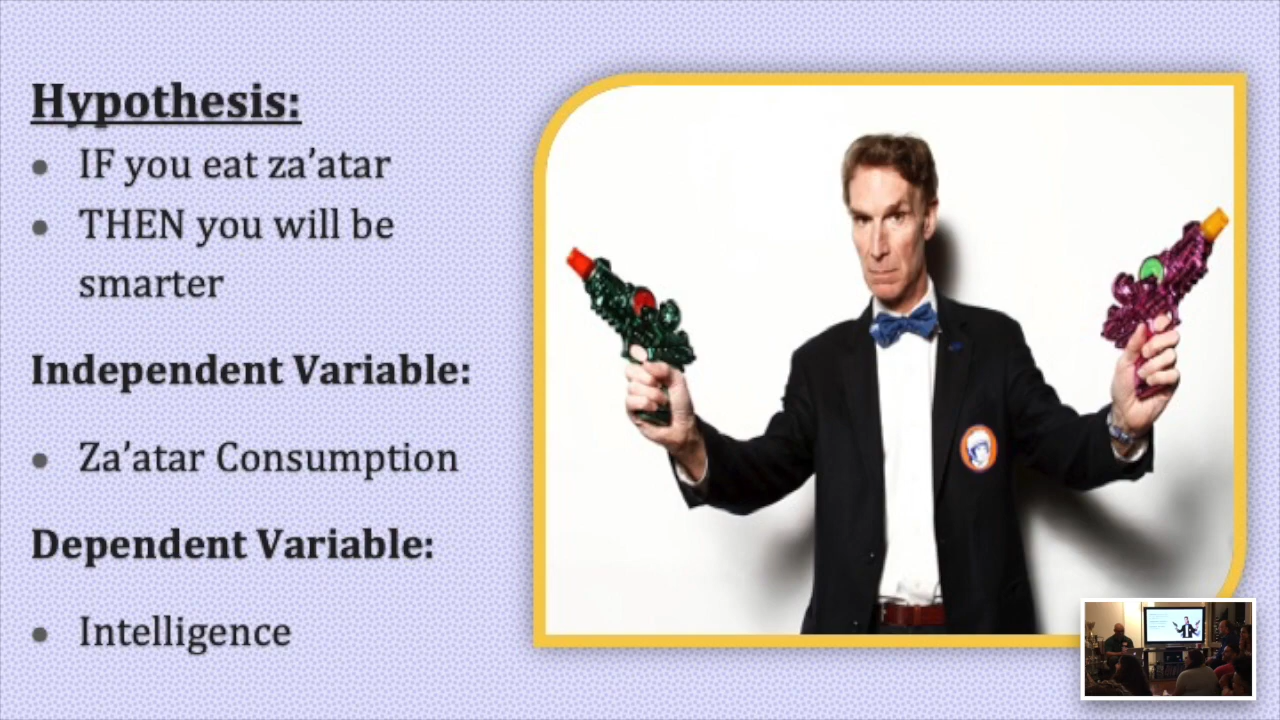 Hypothesis:
IF you eat za’atar
THEN you will be
smarter
Independent Variable:
Za’atar Consumption
Dependent Variable:
Intelligence